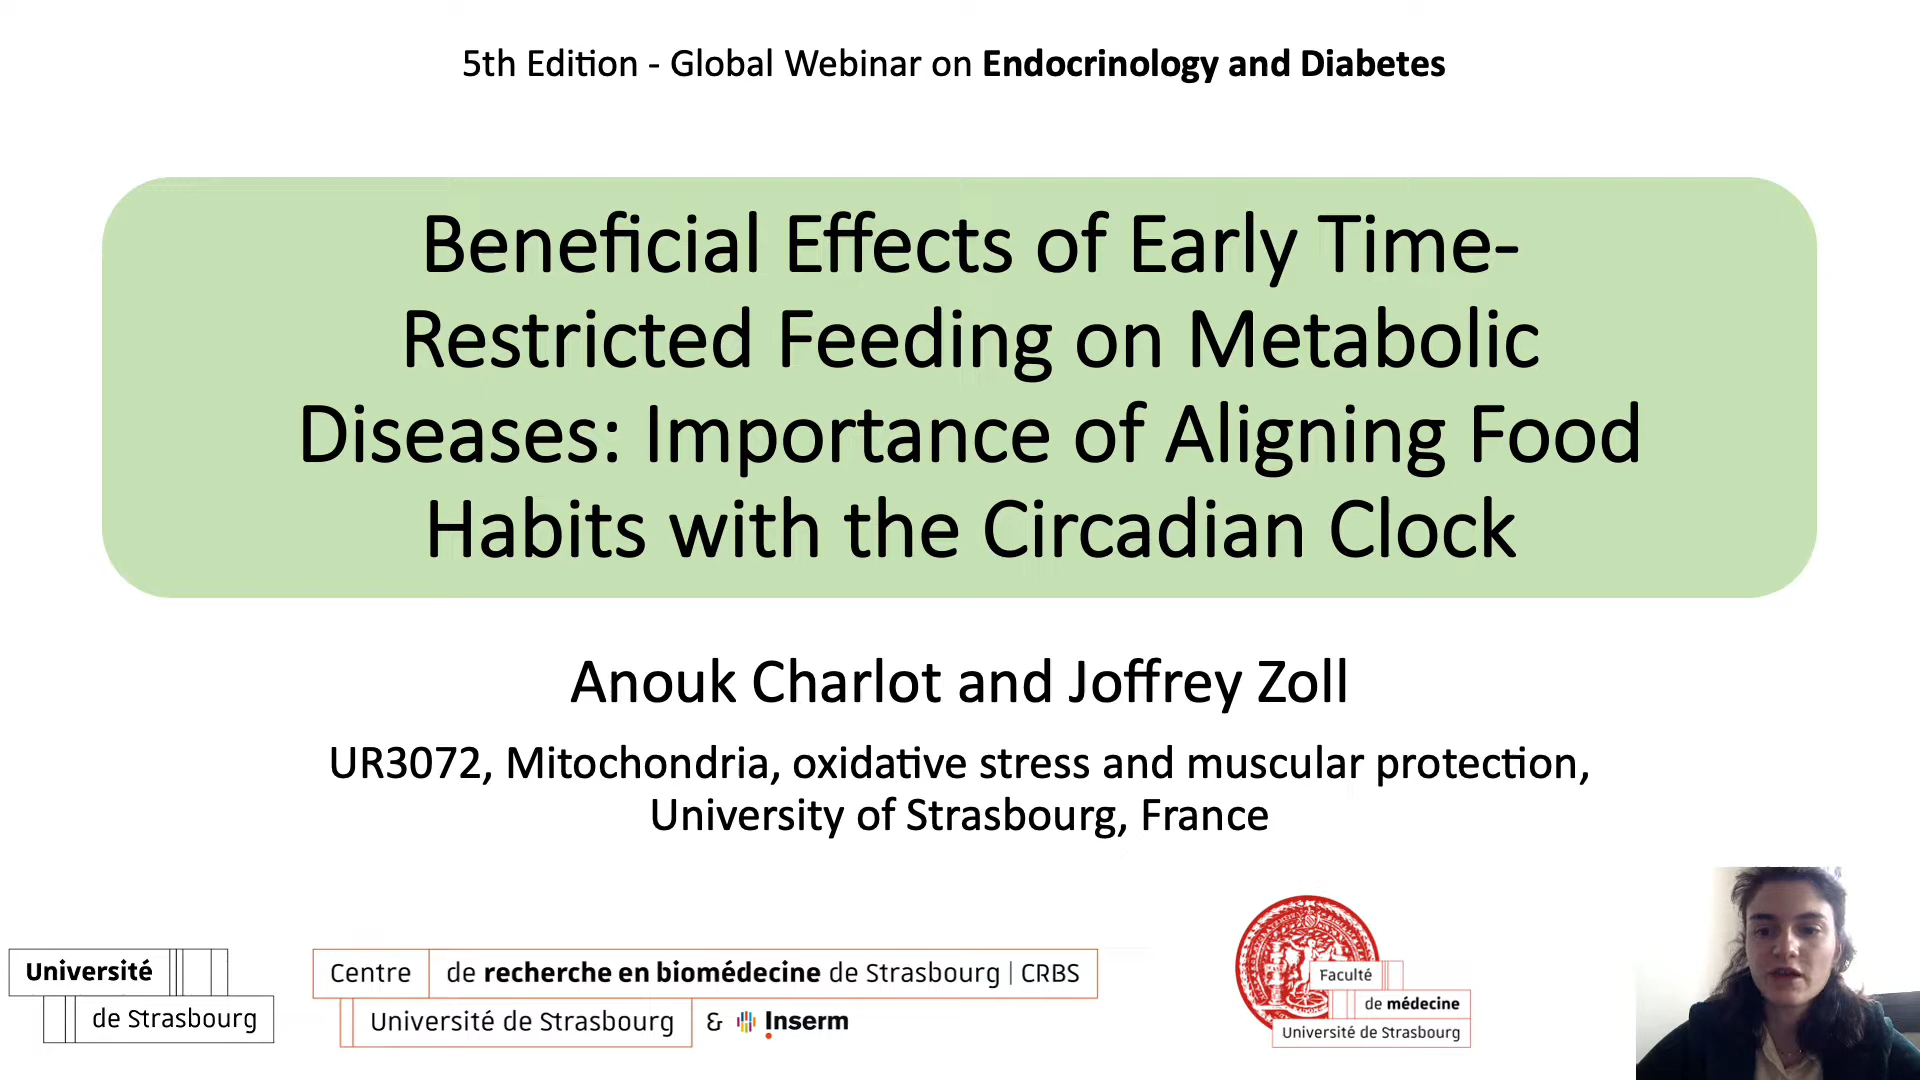 5th Edition - Global Webinar on Endocrinology and Diabetes
Beneficial Effects of Early Time-
Restricted Feeding on Metabolic
Diseases: Importance of Aligning Food
Habits with the Circadian Clock
Anouk Charlot and Joffrey Zoll
UR3072, Mitochondria, oxidative stress and muscular protection,
University of Strasbourg, France
Université
de Strasbourg
Centre de recherche en biomédecine de Strasbourg | CRBS
Université de Strasbourg & Inserm
Faculté
de médecine
Université de Strasbourg